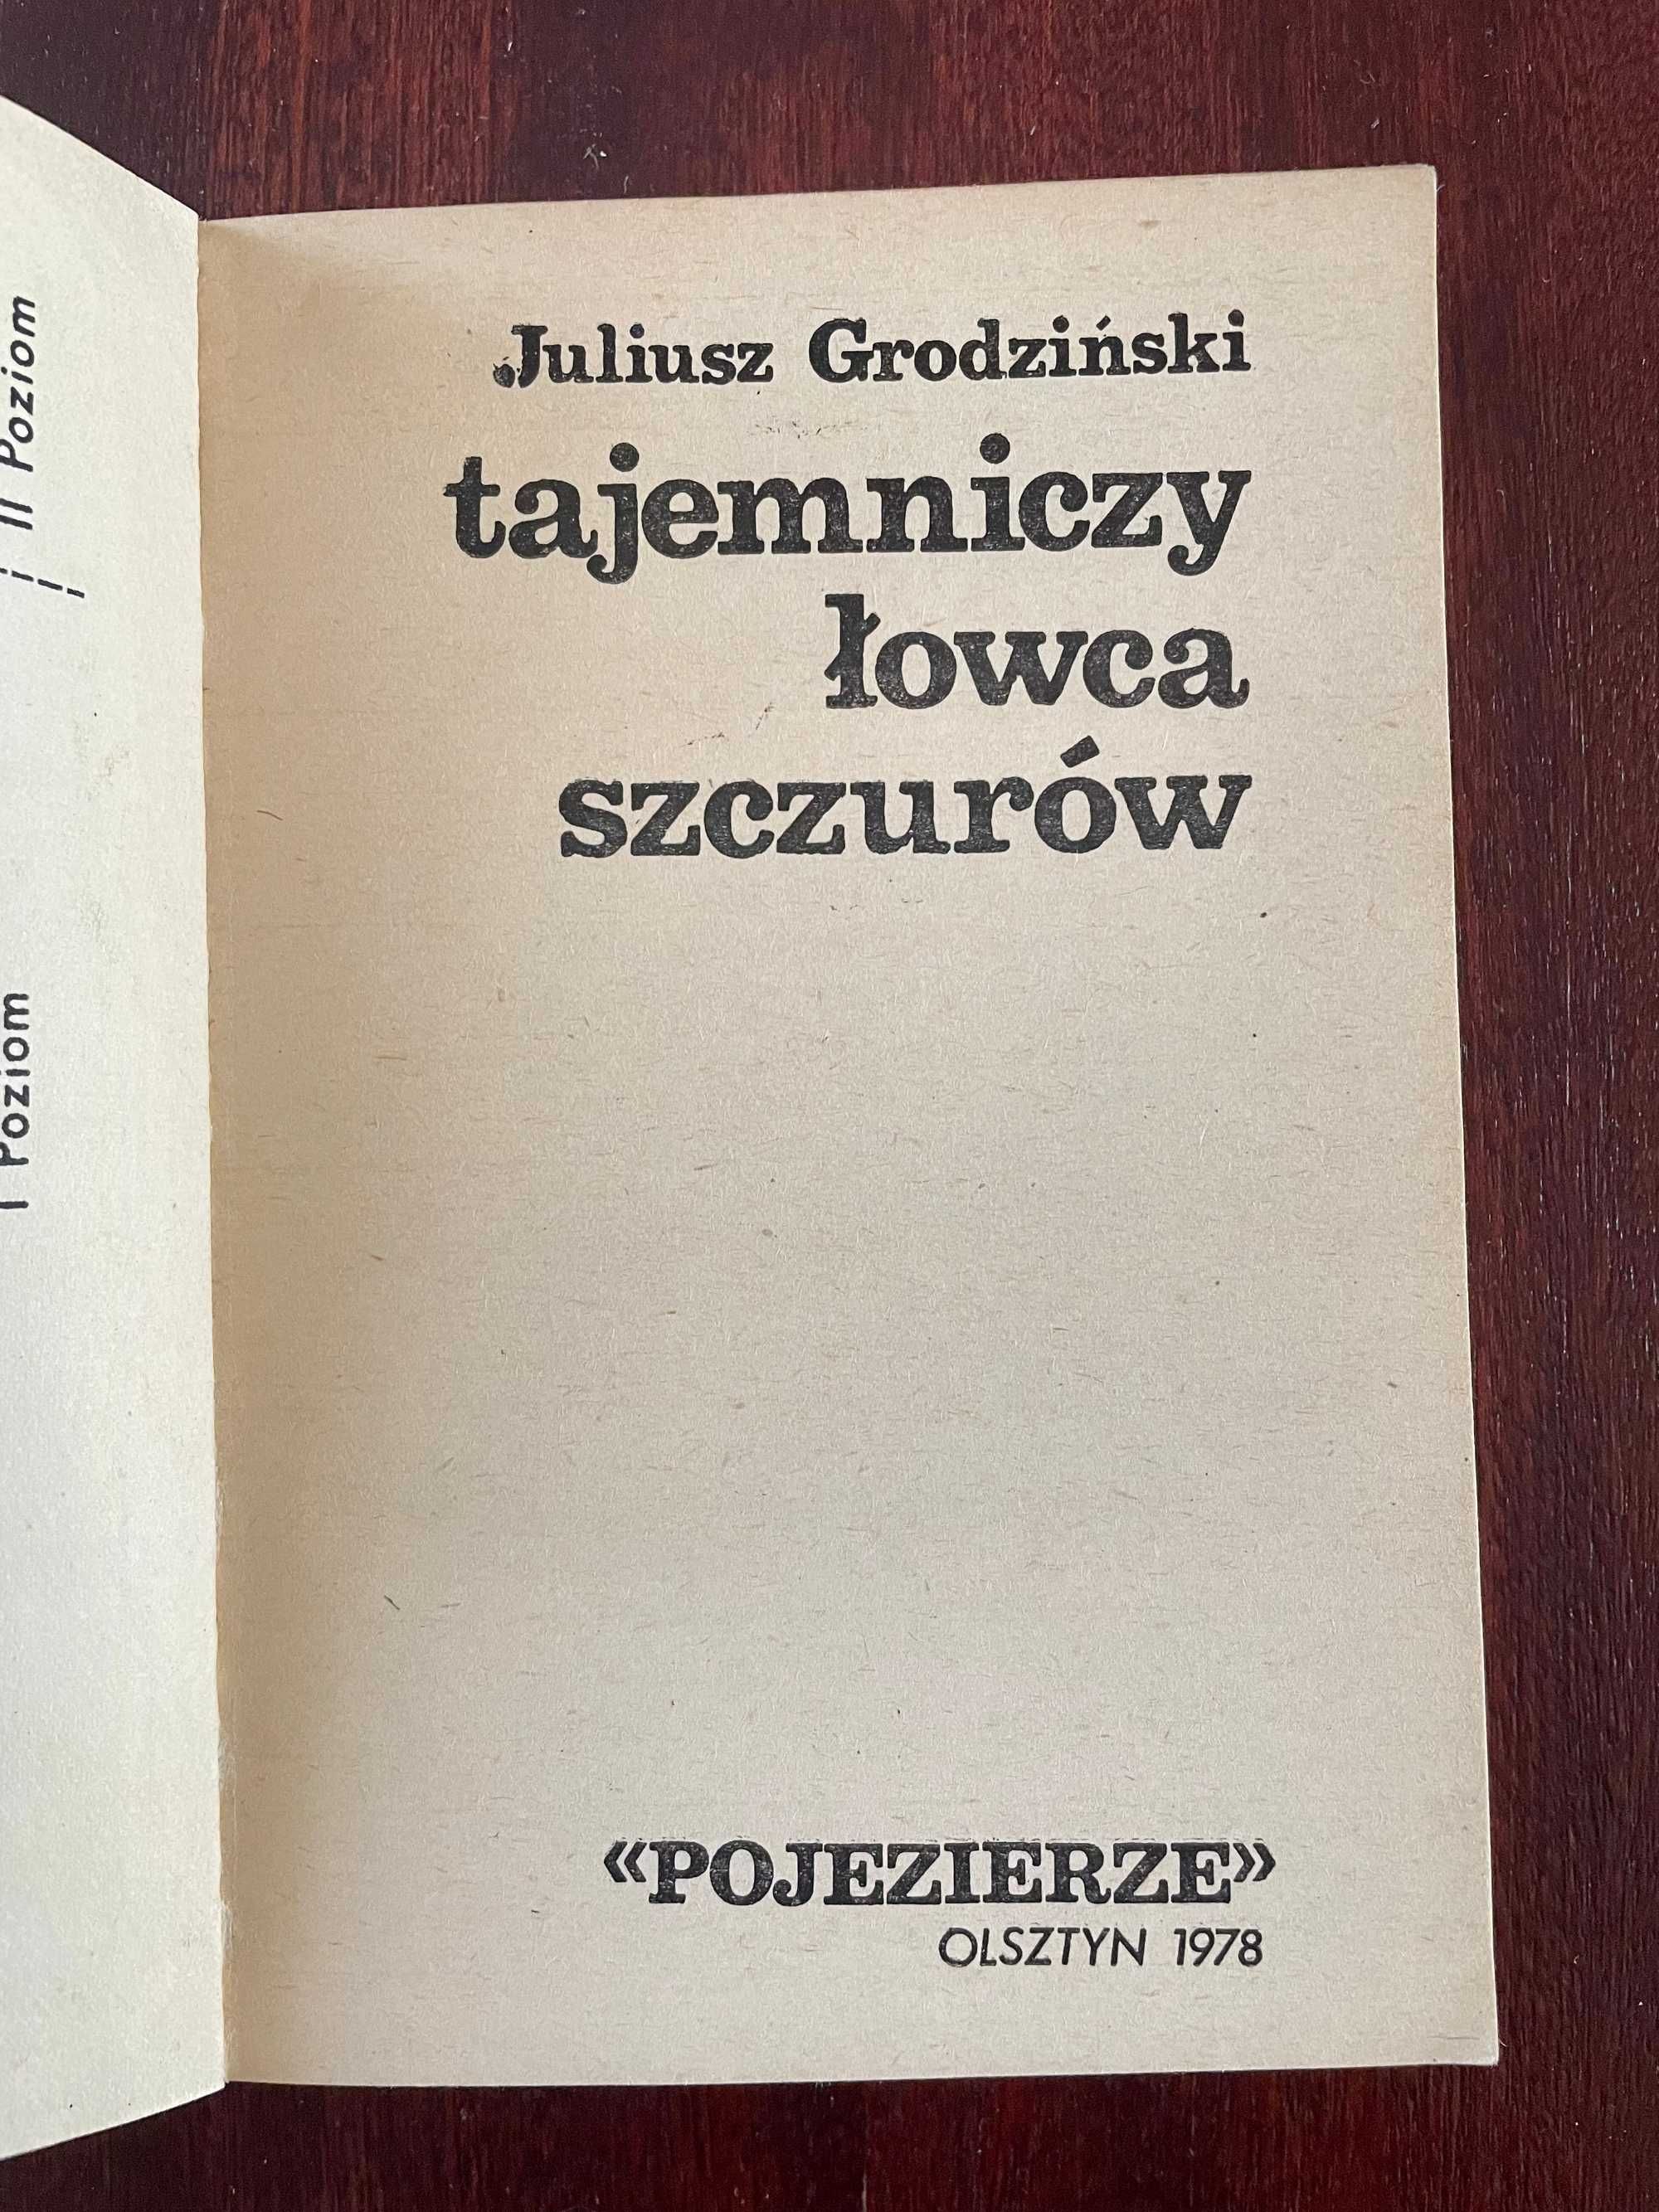 II Poziom
I Poziom
Juliusz Grodziński
tajemniczy
łowca
szczurów
«POJEZIERZE»
OLSZTYN 1978